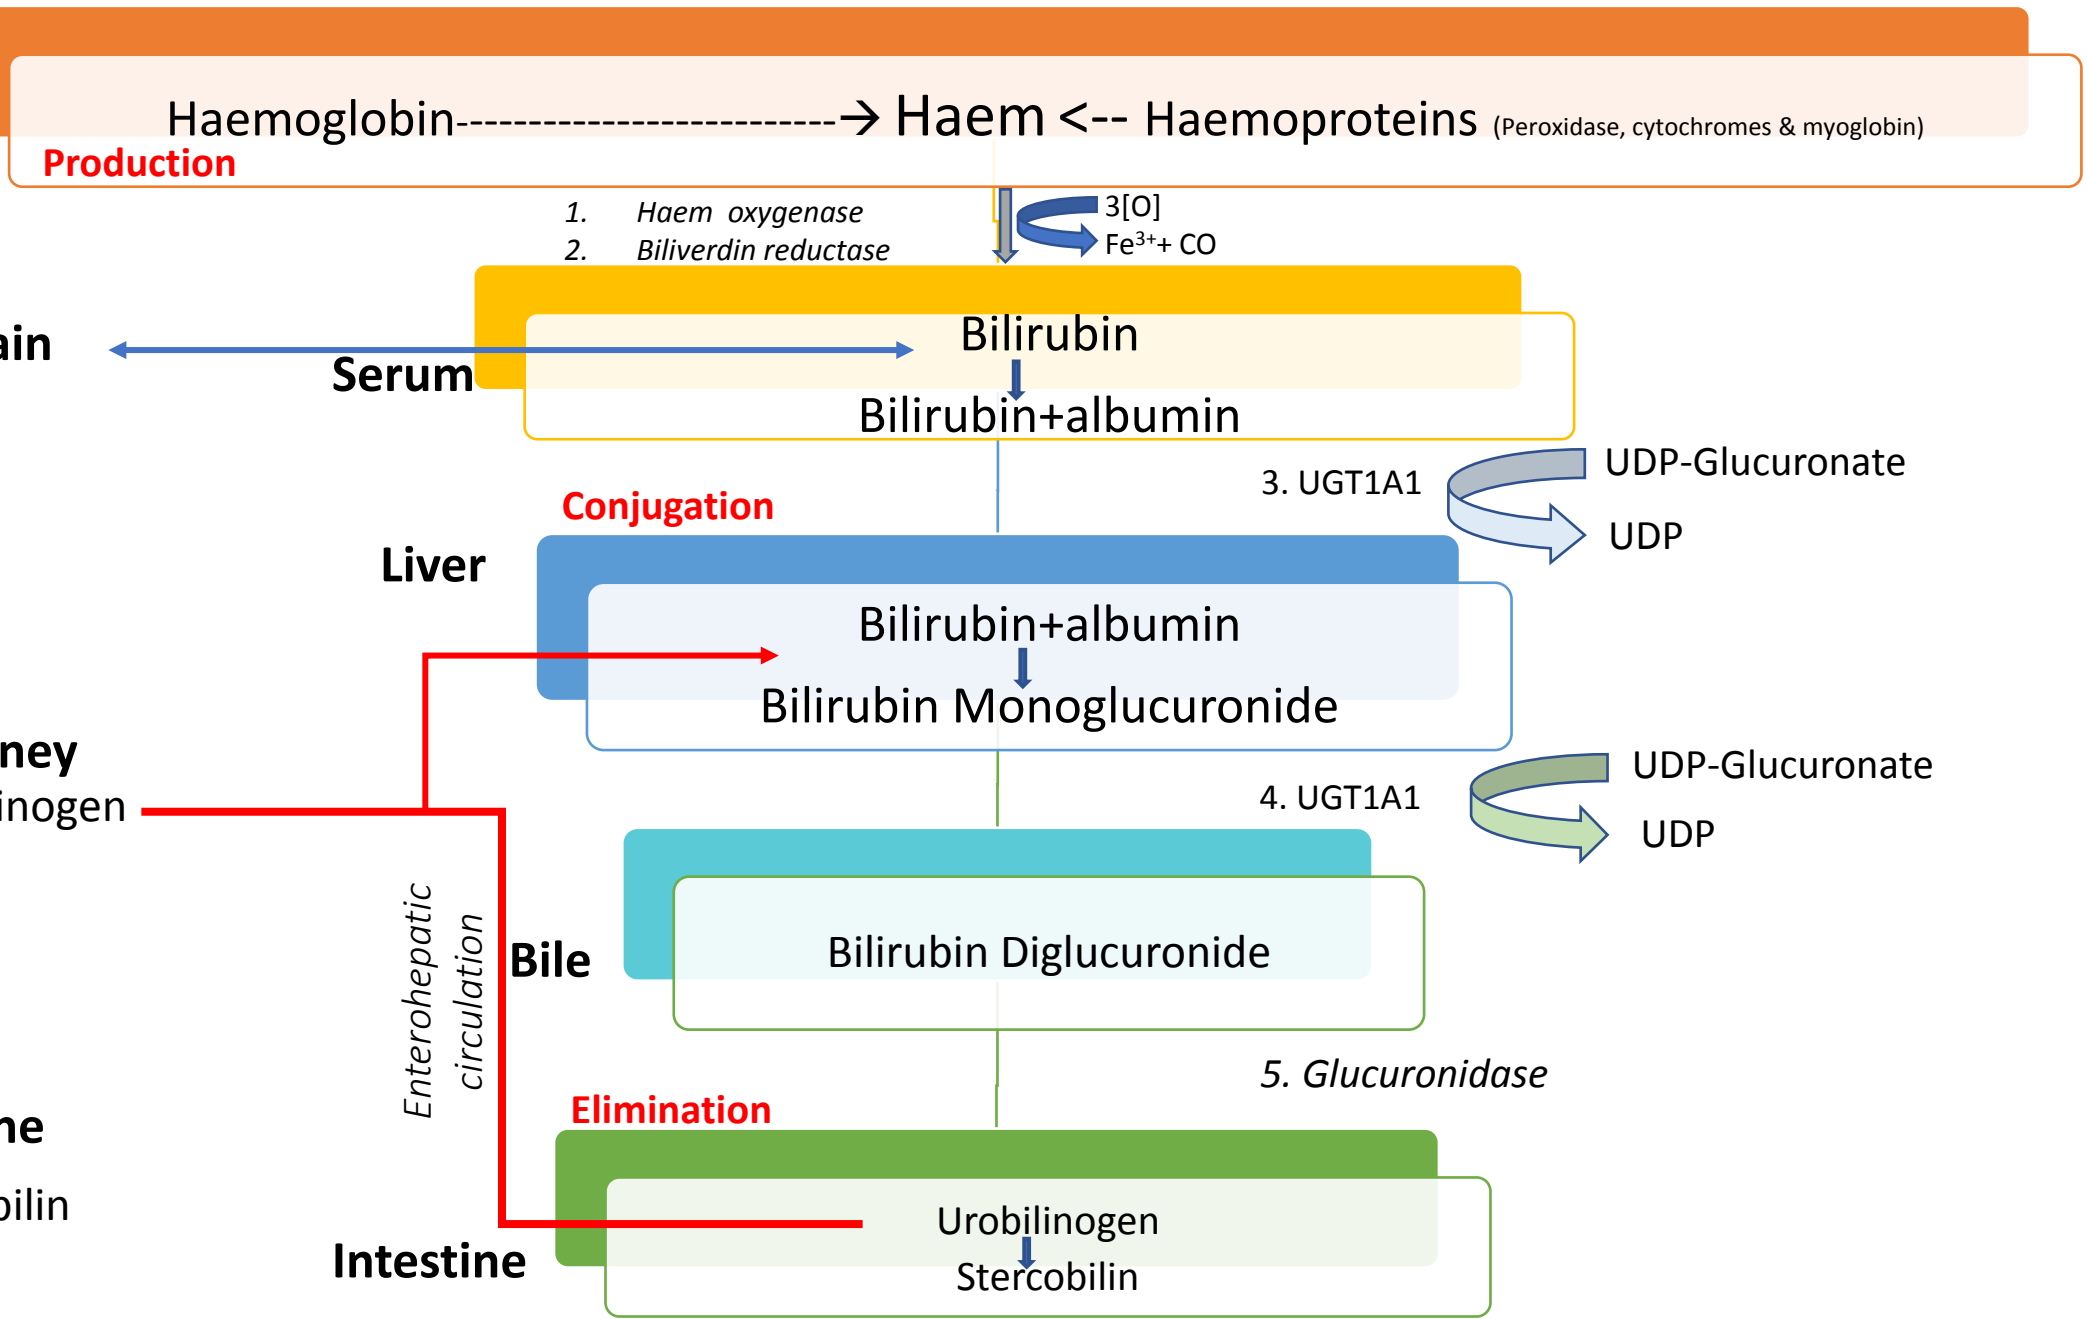 Haemoglobin--------------------------→ Haem <-- Haemoproteins (Peroxidase, cytochromes & myoglobin)
Production
1. Haem oxygenase
2. Biliverdin reductase
3[O]
Fe³⁺+ CO
ain
Serum
Bilirubin
Bilirubin+albumin
3. UGT1A1
UDP-Glucuronate
UDP
Conjugation
Liver
Bilirubin+albumin
Bilirubin Monoglucuronide
ney
inogen
4. UGT1A1
UDP-Glucuronate
UDP
Enterohepatic
circulation
Bile
Bilirubin Diglucuronide
5. Glucuronidase
Elimination
ne
bilin
Intestine
Urobilinogen
Stercobilin